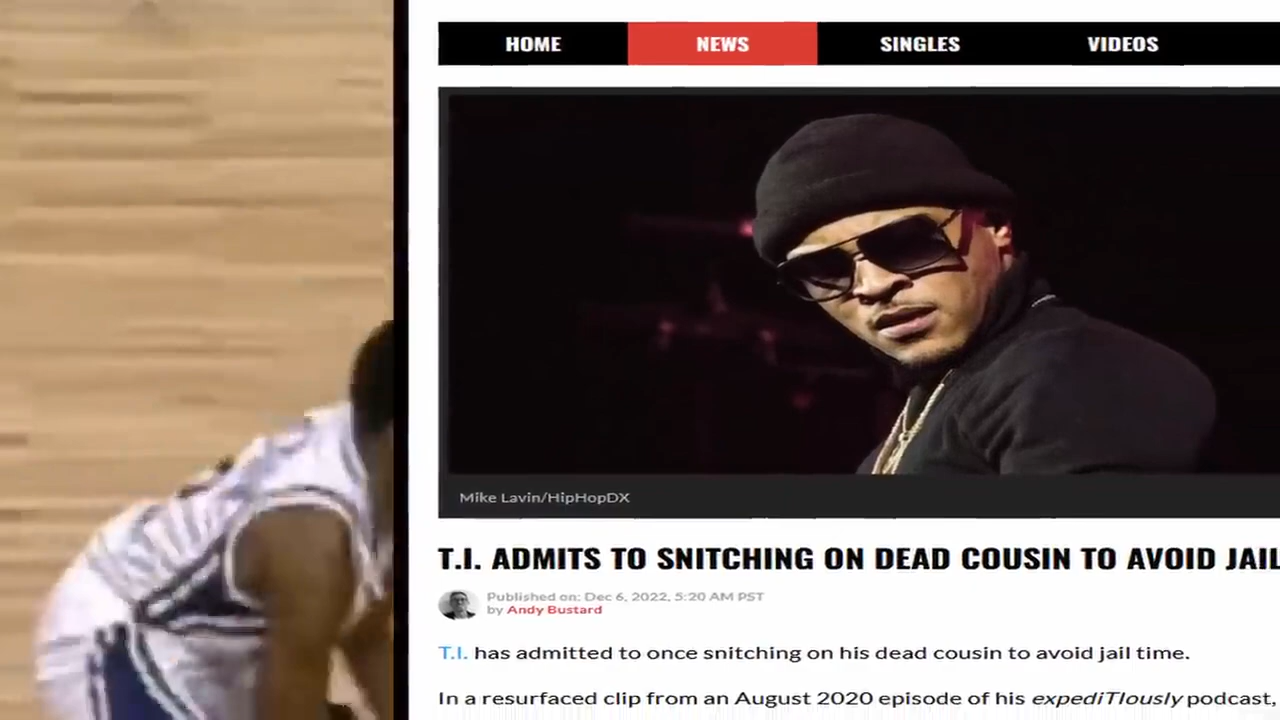 HOME NEWS SINGLES VIDEOS
Mike Lavin/HipHopDX
T.I. ADMITS TO SNITCHING ON DEAD COUSIN TO AVOID JAIL
Published on: Dec 6, 2022, 5:20 AM PST
by Andy Bustard
T.I. has admitted to once snitching on his dead cousin to avoid jail time.
In a resurfaced clip from an August 2020 episode of his expediTIously podcast,